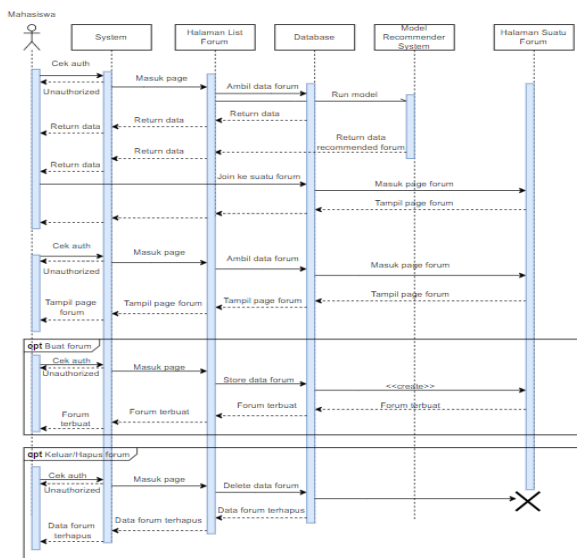 Mahasiswa
System
Halaman List
Forum
Database
Model
Recommender
System
Halaman Suatu
Forum
Cek auth
Unauthorized
Masuk page
Ambil data forum
Run model
Return data
Return data
Return data
Return data
recommended forum
Return data
Return data
Join ke suatu forum
Masuk page forum
Tampil page forum
Cek auth
Unauthorized
Masuk page
Ambil data forum
Masuk page forum
Tampil page forum
Tampil page forum
Tampil page forum
Tampil page
forum
opt Buat forum
Cek auth
Unauthorized
Masuk page
Store data forum
<<create>>
Forum terbuat
Forum terbuat
Forum terbuat
Forum
terbuat
opt Keluar/Hapus forum
Cek auth
Unauthorized
Masuk page
Delete data forum
Data forum terhapus
Data forum terhapus
Data forum
terhapus